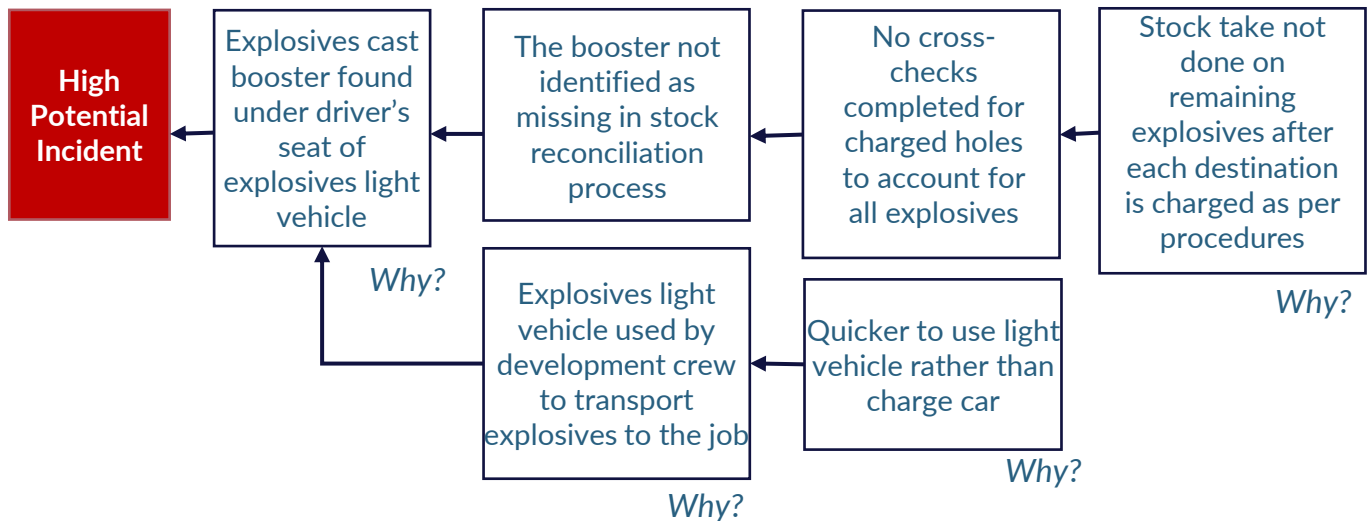 High
Potential
Incident
Explosives cast
booster found
under driver’s
seat of
explosives light
vehicle
Why?
The booster not
identified as
missing in stock
reconciliation
process
No cross-
checks
completed for
charged holes
to account for
all explosives
Stock take not
done on
remaining
explosives after
each destination
is charged as per
procedures
Why?
Explosives light
vehicle used by
development crew
to transport
explosives to the job
Why?
Quicker to use light
vehicle rather than
charge car
Why?